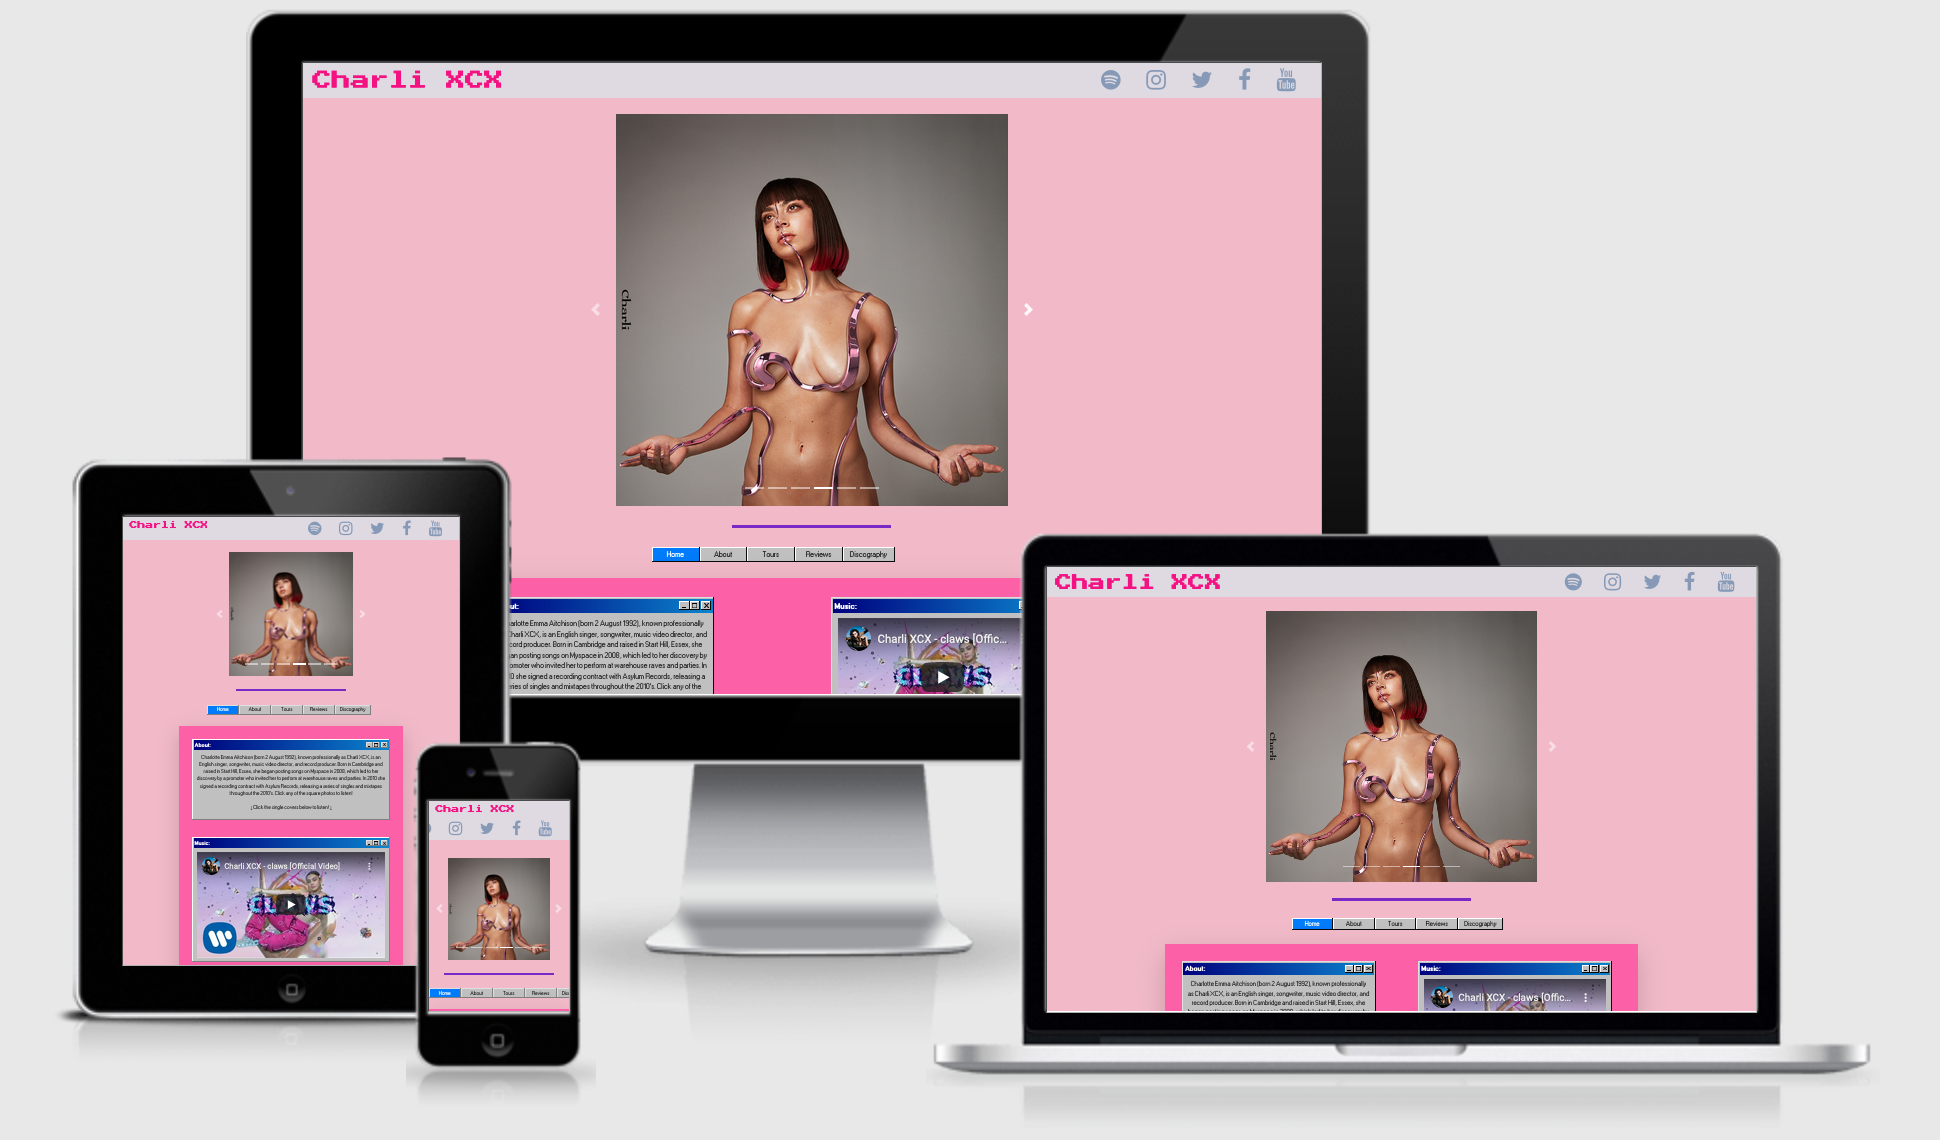 Charli XCX
You
Tube
Charli
Home About Tours Reviews Discography
out:
arlotte Emma Aitchison (born 2 August 1992), known professionally
Charli XCX, is an English singer, songwriter, music video director, and
cord producer. Born in Cambridge and raised in Start Hill, Essex, she
an posting songs on Myspace in 2008, which led to her discovery by
omoter who invited her to perform at warehouse raves and parties. In
0 she signed a recording contract with Asylum Records, releasing a
ries of singles and mixtapes throughout the 2010's. Click any of the
Music:
Charli XCX - claws [Offic...
CLAWS
Charli XCX
You
Tube
Home About Tours Reviews Discography
About:
Charlotte Emma Aitchison (born 2 August 1992), known professionally as Charli XCX, is an
English singer, songwriter, music video director, and record producer. Born in Cambridge and
raised in Start Hill, Essex, she began posting songs on Myspace in 2008, which led to her
discovery by a promoter who invited her to perform at warehouse raves and parties. In 2010 she
signed a recording contract with Asylum Records, releasing a series of singles and mixtapes
throughout the 2010's. Click any of the square photos to listen!
↓ Click the single covers below to listen! ↓
Music:
Charli XCX - claws [Official Video]
CLAWS
Charli XCX
You
Tube
Home About Tours Reviews Dis
Charli XCX
You
Tube
Charli
Home About Tours Reviews Discography
About:
Charlotte Emma Aitchison (born 2 August 1992), known professionally
as Charli XCX, is an English singer, songwriter, music video director, and
record producer. Born in Cambridge and raised in Start Hill, Essex, she
Music:
Charli XCX - claws [Offic...